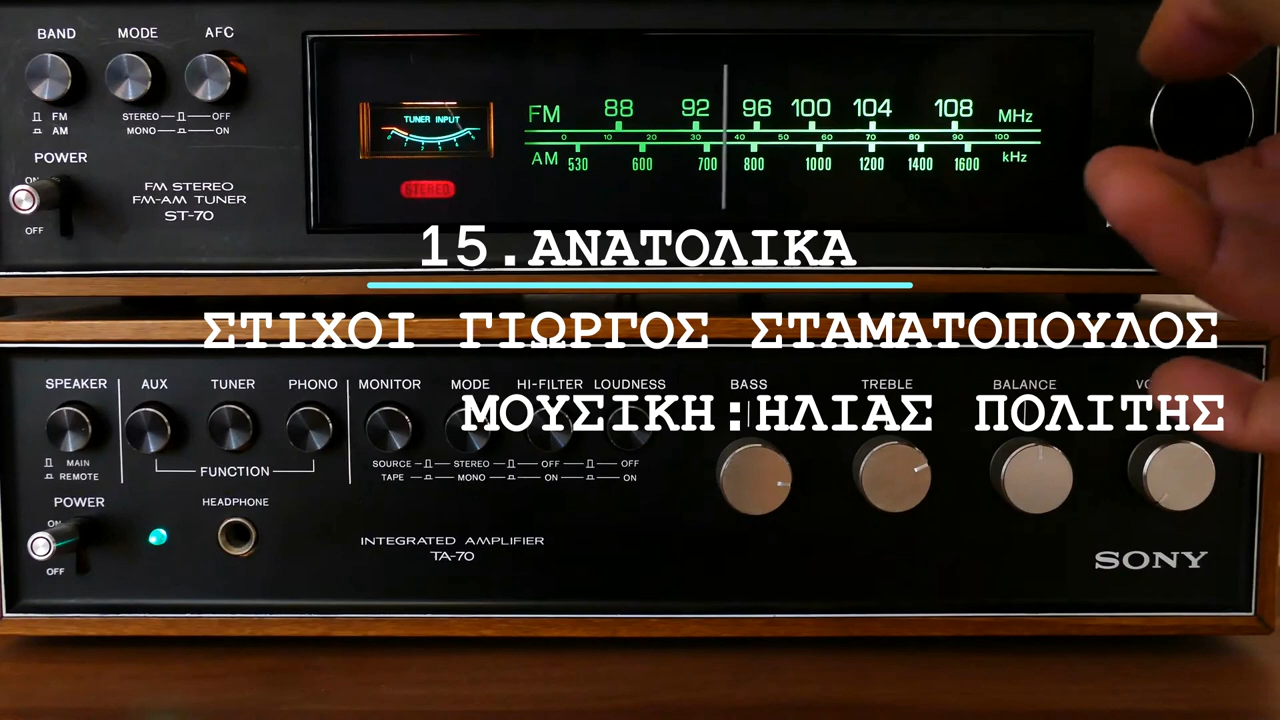 BAND MODE AFC
FM STEREO OFF
AM MONO ON
POWER
ON
OFF
FM STEREO
FM-AM TUNER
ST-70
TUNER INPUT
STEREO
FM 88 92 96 100 104 108 MHz
0 10 20 30 40 50 60 70 80 90 100
AM 530 600 700 800 1000 1200 1400 1600 kHz
15.ΑΝΑΤΟΛΙΚΑ
ΣΤΙΧΟΙ ΓΙΩΡΓΟΣ ΣΤΑΜΑΤΟΠΟΥΛΟΣ
SPEAKER AUX TUNER PHONO MONITOR MODE HI-FILTER LOUDNESS BASS TREBLE BALANCE
ΜΟΥΣΙΚΗ:ΗΛΙΑΣ ΠΟΛΙΤΗΣ
MAIN SOURCE STEREO OFF OFF
REMOTE FUNCTION TAPE MONO ON ON
POWER HEADPHONE
ON
OFF
INTEGRATED AMPLIFIER
TA-70
SONY